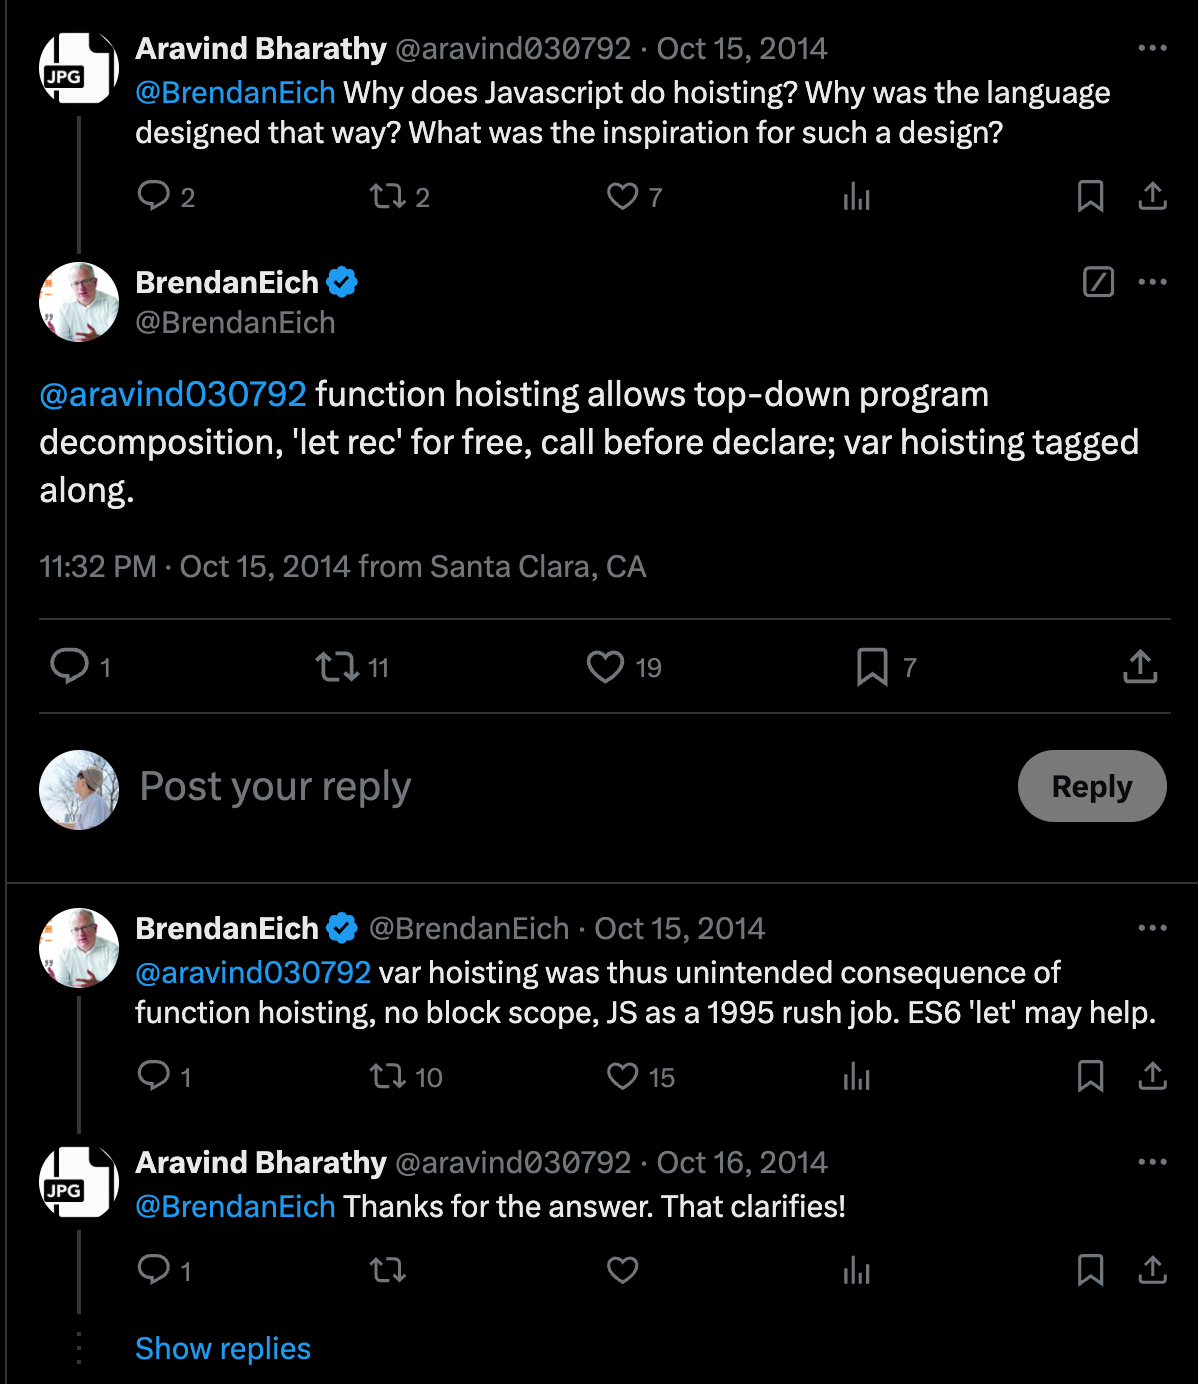 Aravind Bharathy @aravind030792 · Oct 15, 2014
JPG
@BrendanEich Why does Javascript do hoisting? Why was the language
designed that way? What was the inspiration for such a design?
2 2 7
BrendanEich
@BrendanEich
@aravind030792 function hoisting allows top-down program
decomposition, 'let rec' for free, call before declare; var hoisting tagged
along.
11:32 PM · Oct 15, 2014 from Santa Clara, CA
1 11 19 7
Post your reply
Reply
BrendanEich @BrendanEich · Oct 15, 2014
@aravind030792 var hoisting was thus unintended consequence of
function hoisting, no block scope, JS as a 1995 rush job. ES6 'let' may help.
1 10 15
Aravind Bharathy @aravind030792 · Oct 16, 2014
JPG
@BrendanEich Thanks for the answer. That clarifies!
1
Show replies